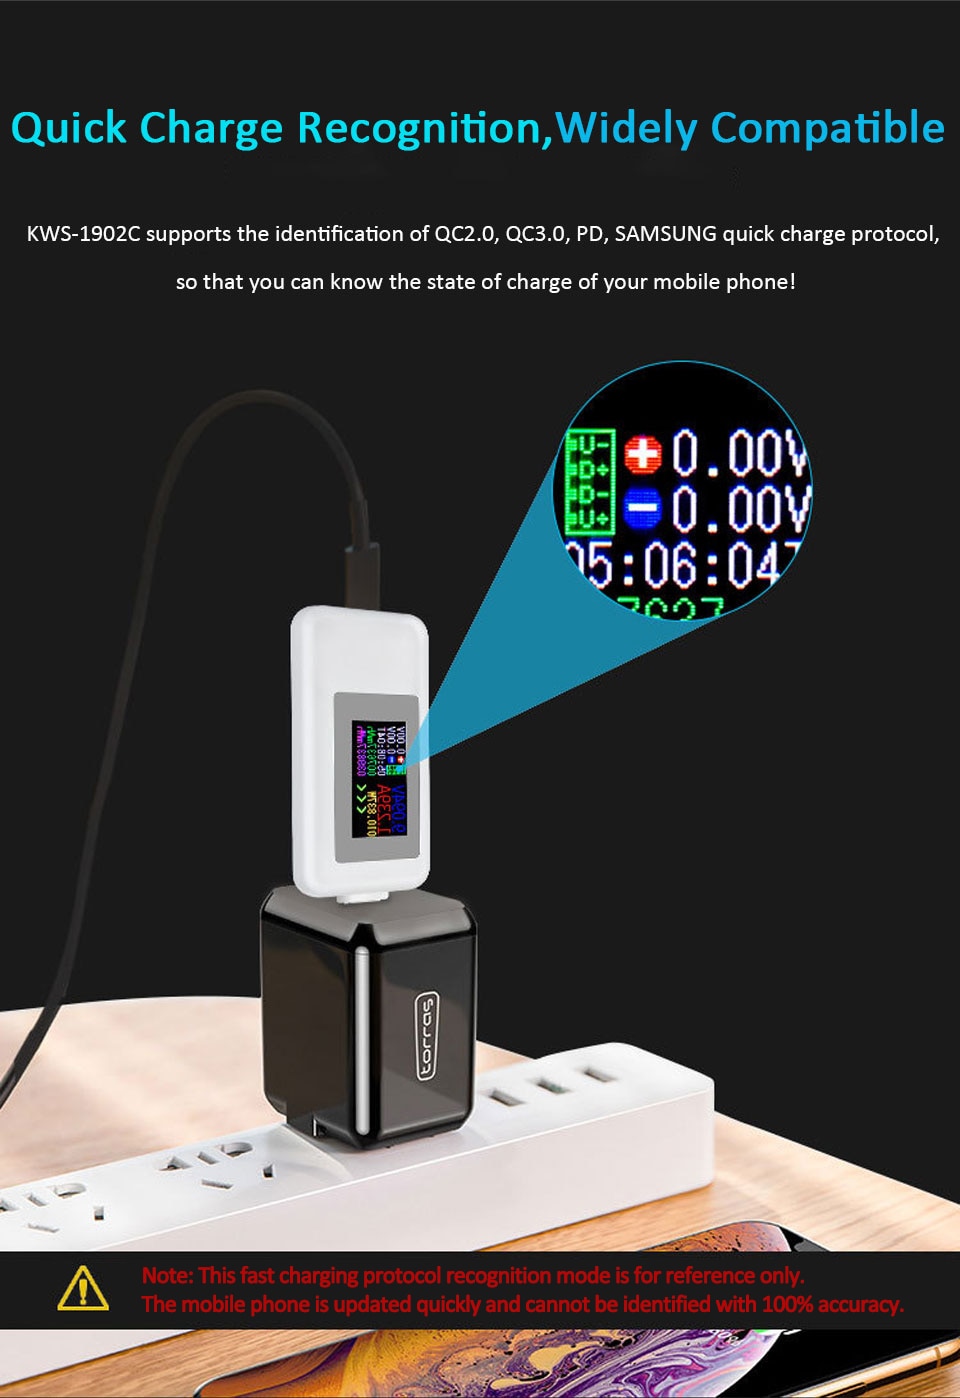 Quick Charge Recognition,Widely Compatible
KWS-1902C supports the identification of QC2.0, QC3.0, PD, SAMSUNG quick charge protocol,
so that you can know the state of charge of your mobile phone!
U-
D+
D-
U+
0.00V
0.00V
05:06:04
torras
Note: This fast charging protocol recognition mode is for reference only.
The mobile phone is updated quickly and cannot be identified with 100% accuracy.